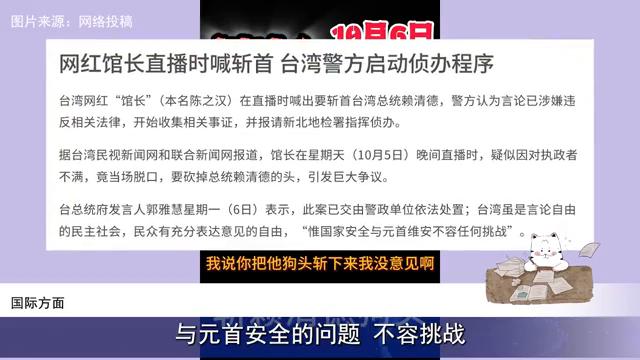 图片来源：网络投稿
10月6日
网红馆长直播时喊斩首 台湾警方启动侦办程序
台湾网红“馆长”（本名陈之汉）在直播时喊出要斩首台湾总统赖清德，警方认为言论已涉嫌违
反相关法律，开始收集相关事证，并报请新北地检署指挥侦办。
据台湾民视新闻网和联合新闻网报道，馆长在星期天（10月5日）晚间直播时，疑似因对执政者
不满，竟当场脱口，要砍掉总统赖清德的头，引发巨大争议。
台总统府发言人郭雅慧星期一（6日）表示，此案已交由警政单位依法处置；台湾虽是言论自由
的民主社会，民众有充分表达意见的自由，“惟国家安全与元首维安不容任何挑战”。
我说你把他狗头斩下来我没意见啊
国际方面
与元首安全的问题 不容挑战